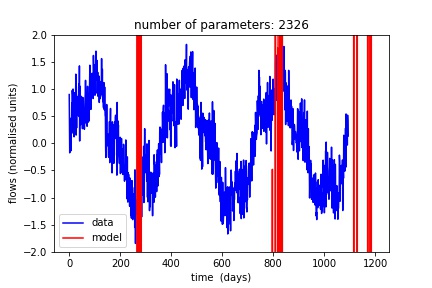 number of parameters: 2326
flows (normalised units)
2.0
1.5
1.0
0.5
0.0
−0.5
−1.0
−1.5
−2.0
data
model
0 200 400 600 800 1000 1200
time (days)